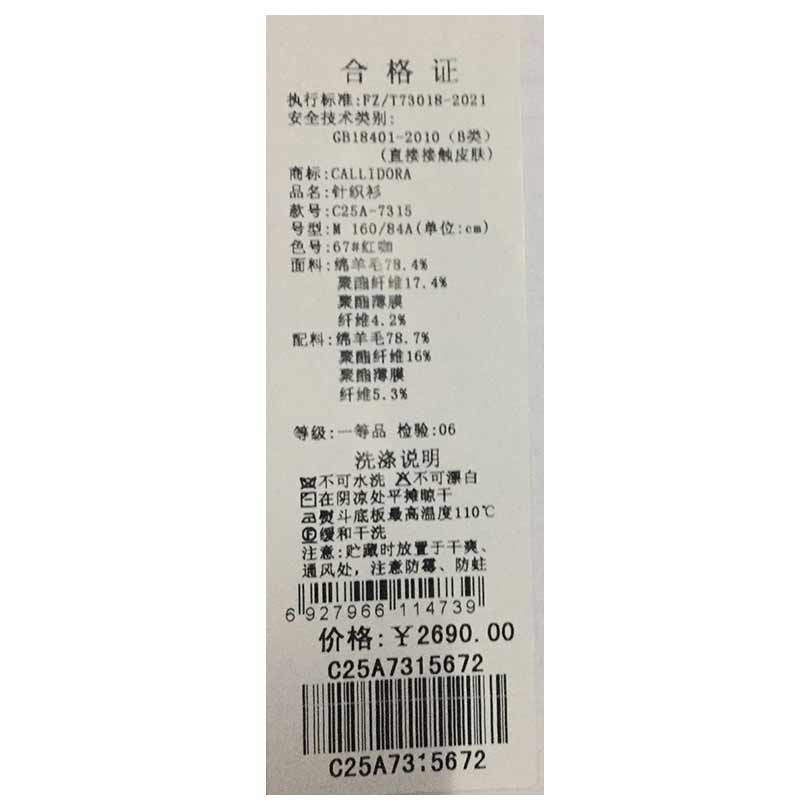 合格证
执行标准:FZ/T73018-2021
安全技术类别:
GB18401-2010（B类）
(直接接触皮肤)
商标:CALLIDORA
品名:针织衫
款号:C25A-7315
号型:M 160/84A(单位:cm)
色号:67#红咖
面料:绵羊毛78.4%
聚酯纤维17.4%
聚酯薄膜
纤维4.2%
配料:绵羊毛78.7%
聚酯纤维16%
聚酯薄膜
纤维5.3%
等级:一等品 检验:06
洗涤说明
不可水洗 不可漂白
在阴凉处平摊晾干
熨斗底板最高温度110℃
Ⓕ缓和干洗
注意:贮藏时放置于干爽、
通风处，注意防霉、防蛀
6 927966 114739
价格:￥2690.00
C25A7315672
C25A7315672